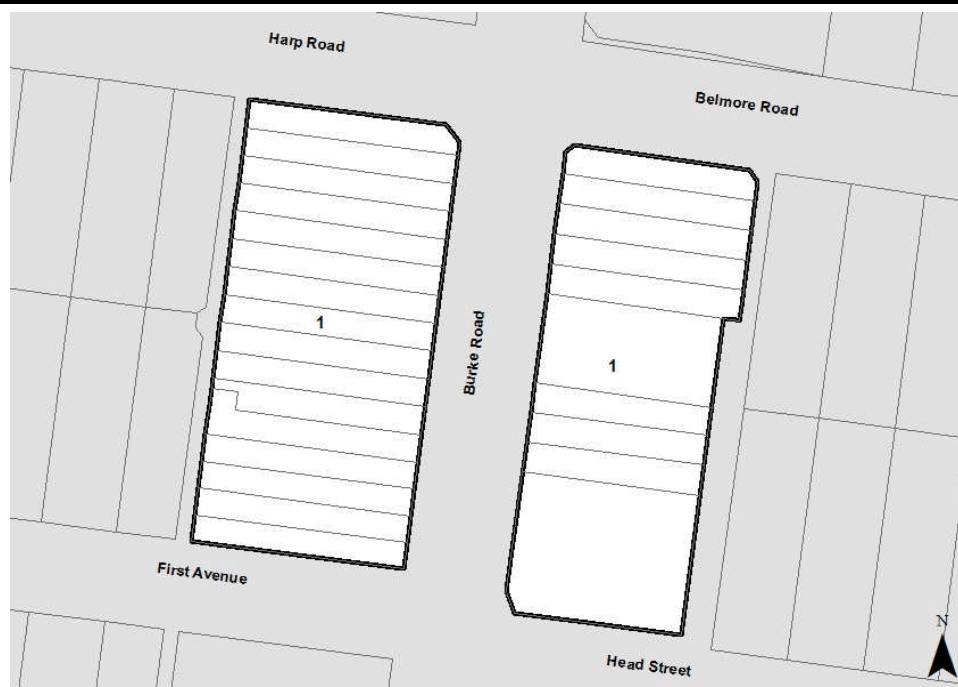 Harp Road
Belmore Road
1
Burke Road
1
First Avenue
Head Street
N